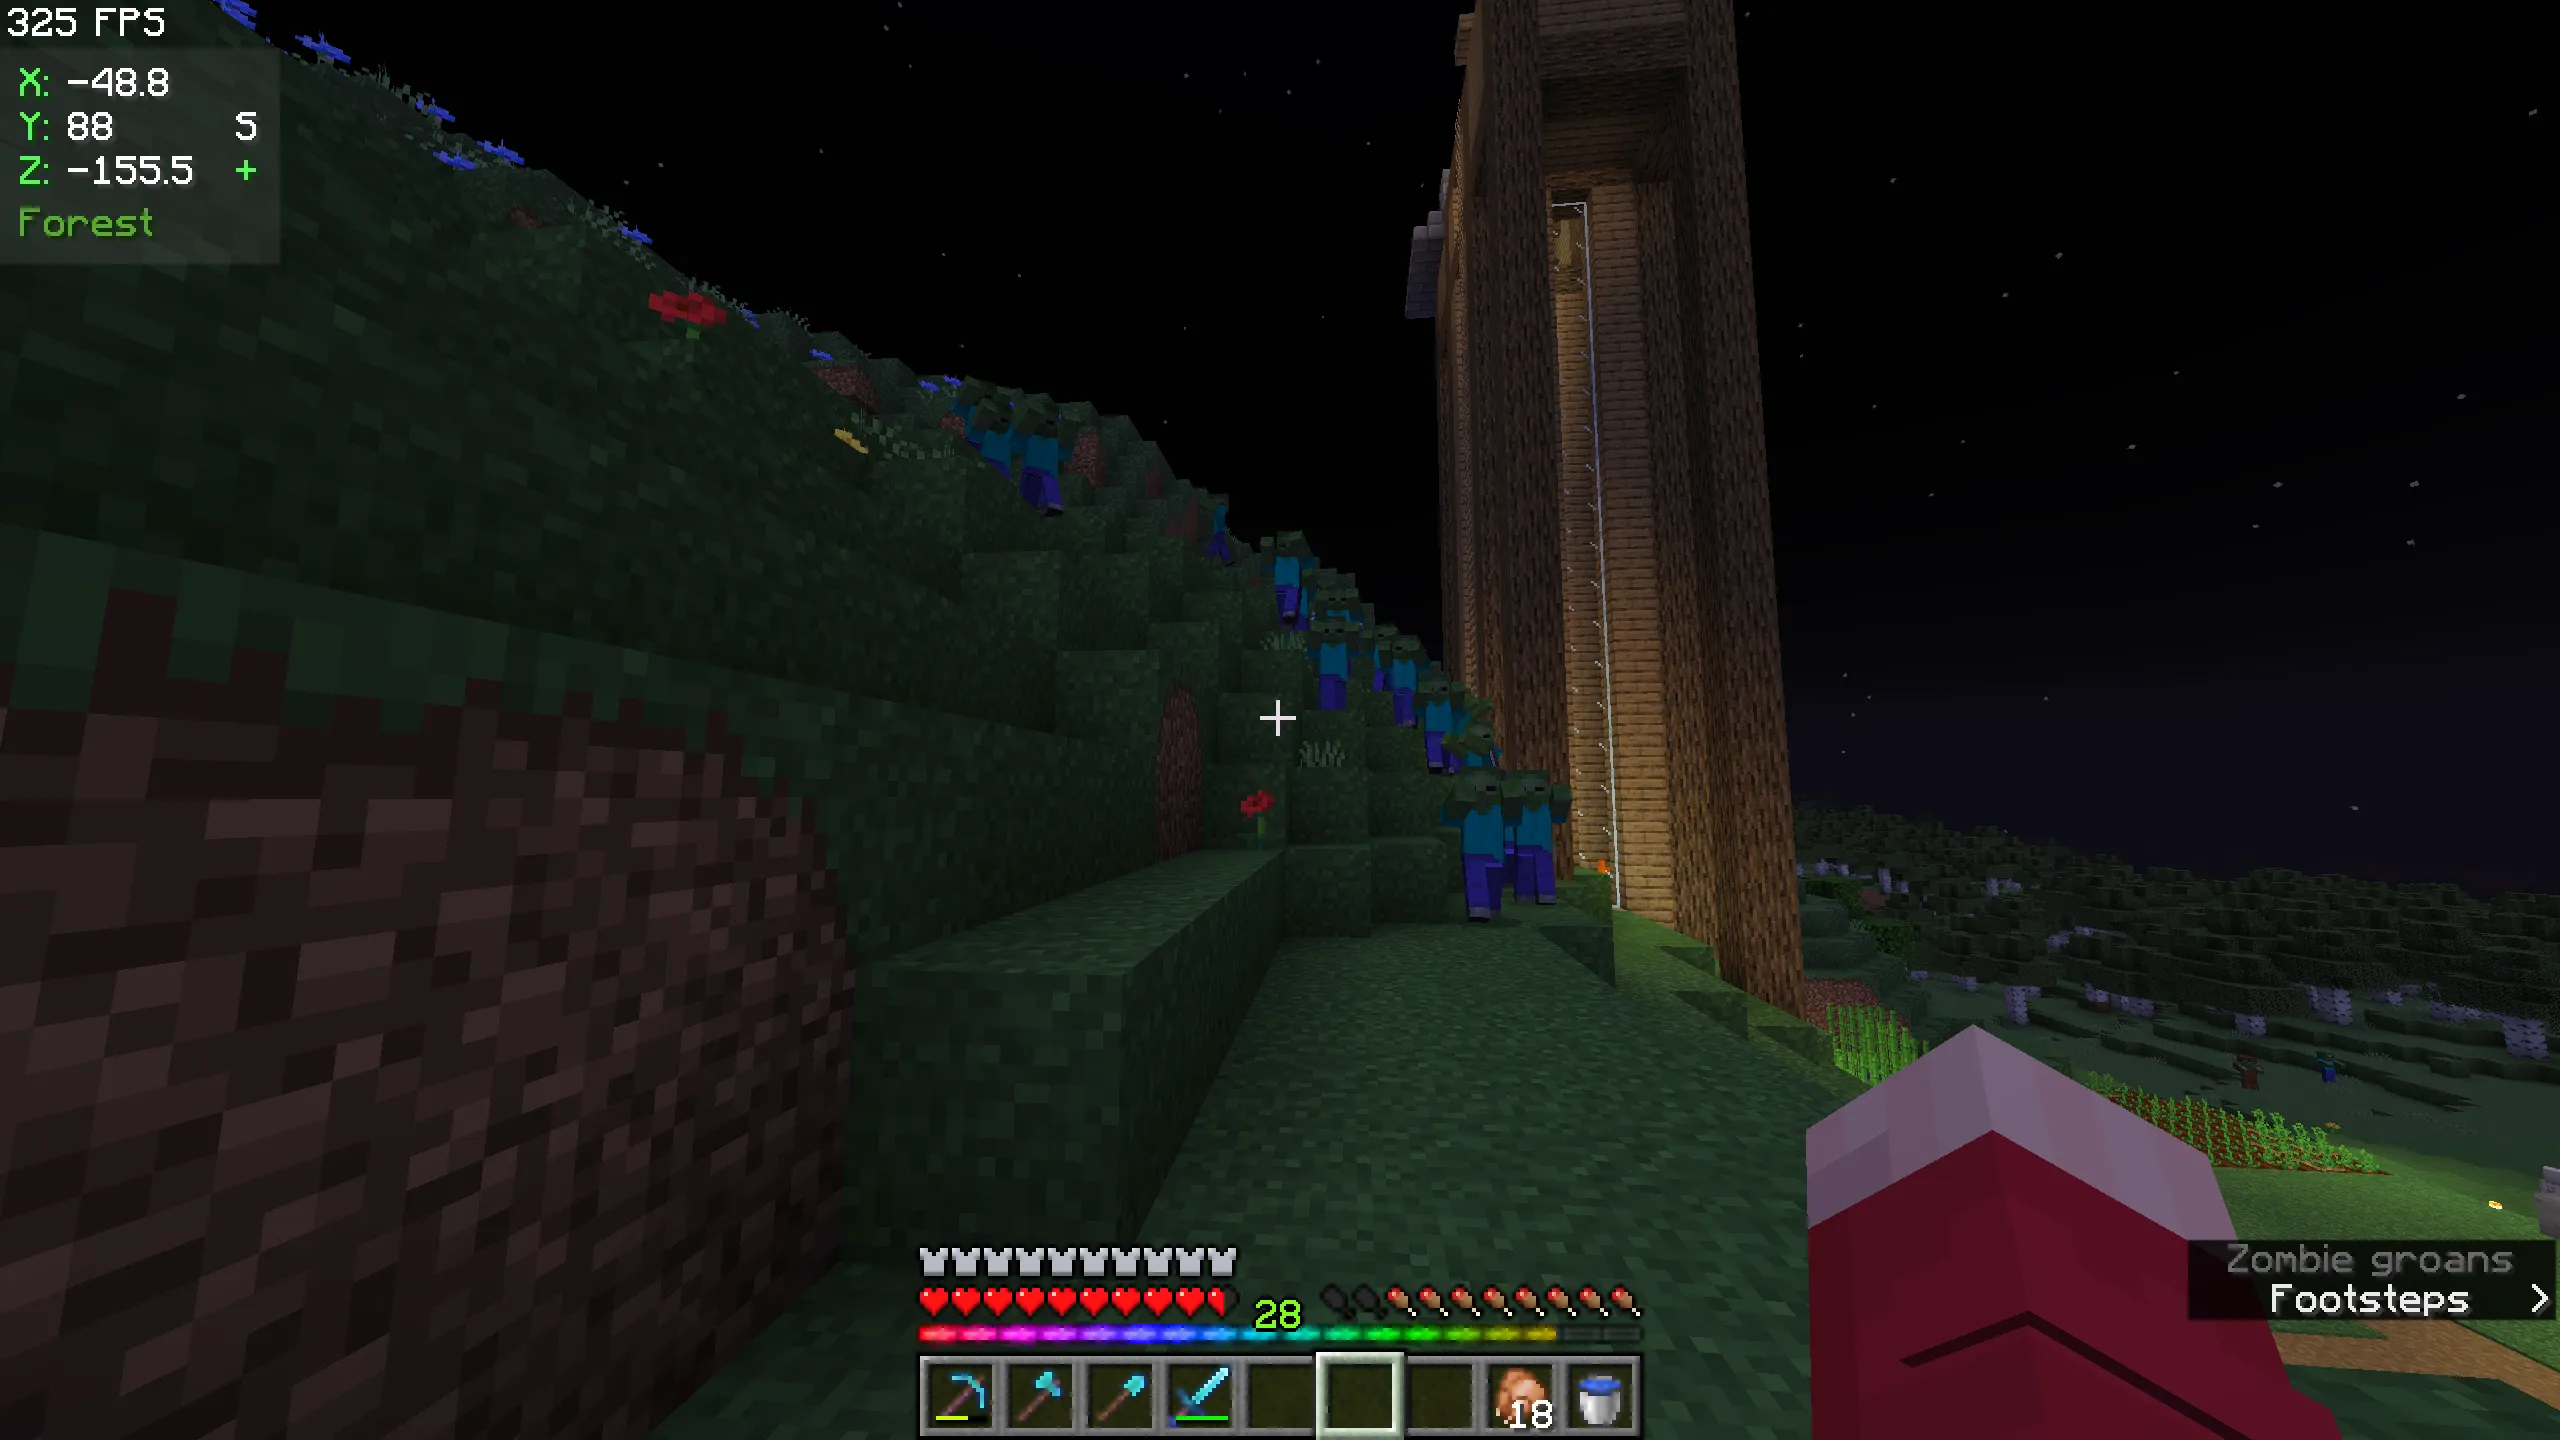 325 FPS
X: -48.8
Y: 88 5
Z: -155.5 +
Forest
Zombie groans
Footsteps >
28
18